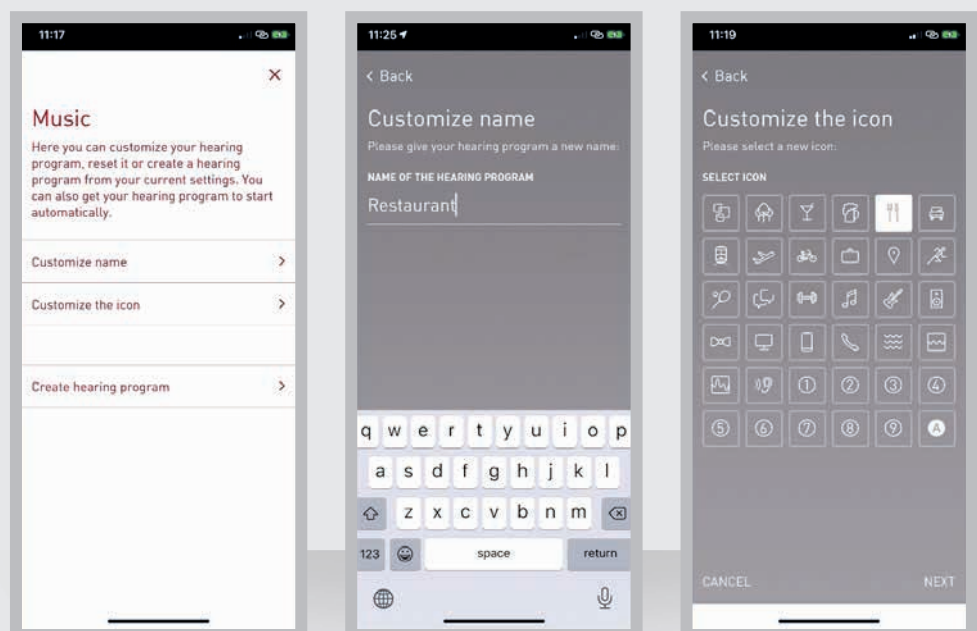 11:17
Music
Here you can customize your hearing
program, reset it or create a hearing
program from your current settings. You
can also get your hearing program to start
automatically.
Customize name
Customize the icon
Create hearing program
11:25
< Back
Customize name
Please give your hearing program a new name:
NAME OF THE HEARING PROGRAM
Restaurant
q w e r t y u i o p
a s d f g h j k l
z x c v b n m
123 space return
11:19
< Back
Customize the icon
Please select a new icon:
SELECT ICON
1 2 3 4
5 6 7 8 9 A
CANCEL NEXT